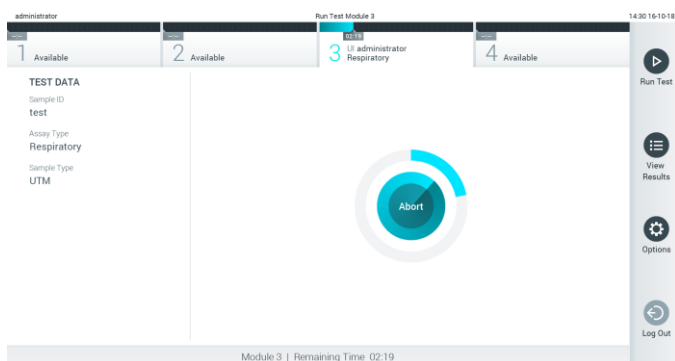 administrator
Run Test Module 3
14:30 16-10-18
--:--
1 Available
--:--
2 Available
02:19
3 UI administrator
Respiratory
--:--
4 Available
TEST DATA
Sample ID
test
Assay Type
Respiratory
Sample Type
UTM
Abort
Run Test
View
Results
Options
Log Out
Module 3 | Remaining Time 02:19